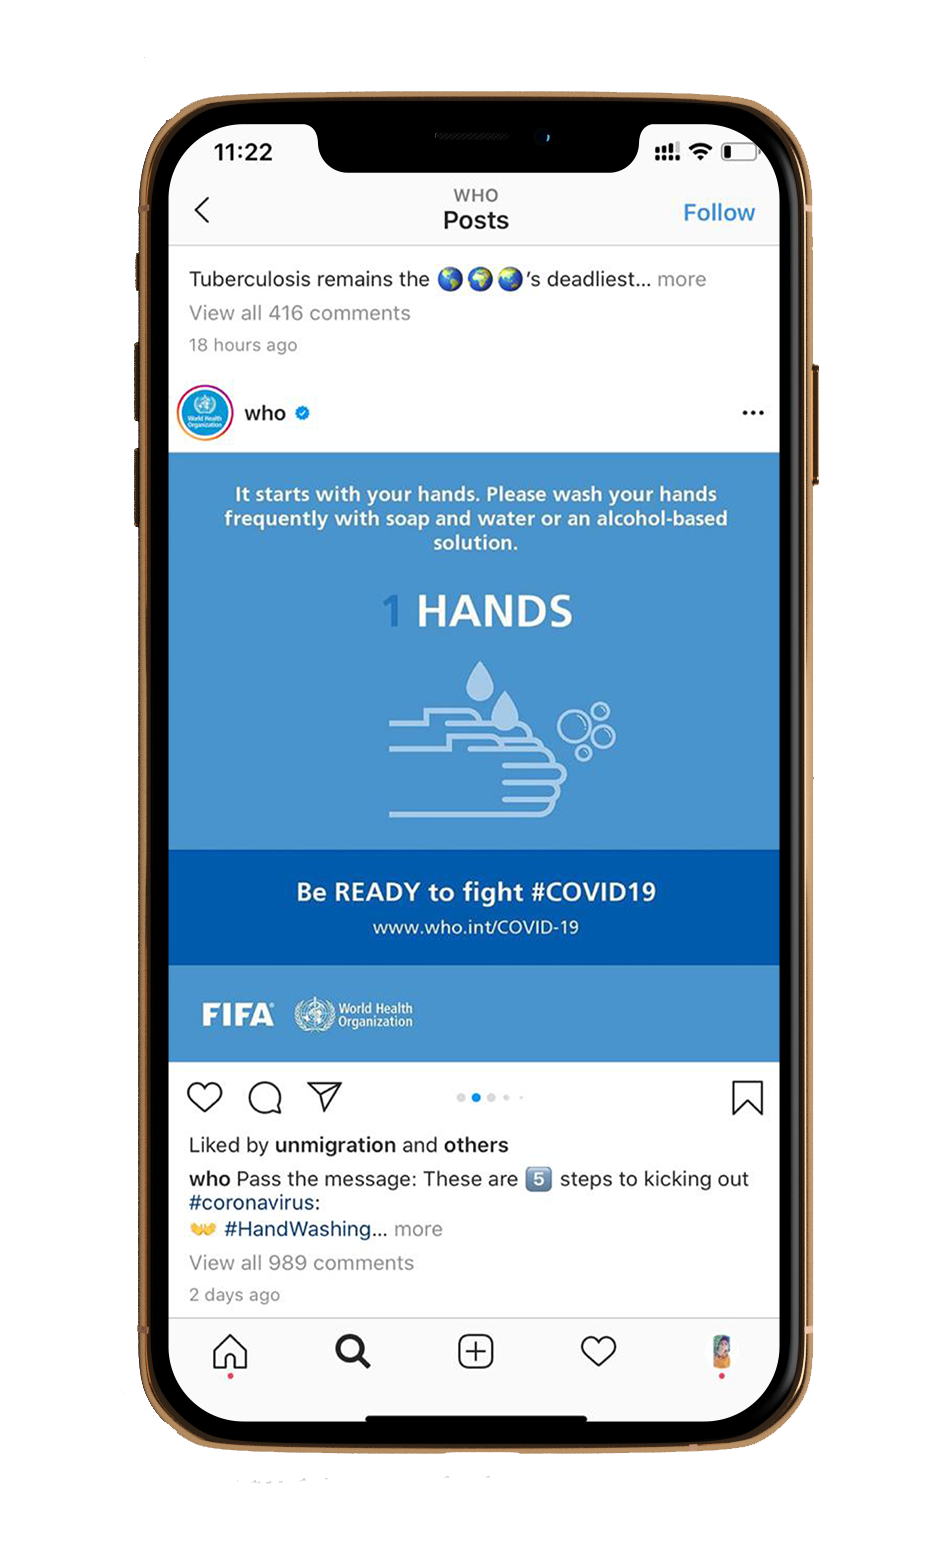 11:22
WHO
Posts
Follow
Tuberculosis remains the 🌎🌍🌏's deadliest... more
View all 416 comments
18 hours ago
World Health
Organization
who
It starts with your hands. Please wash your hands
frequently with soap and water or an alcohol-based
solution.
1 HANDS
Be READY to fight #COVID19
www.who.int/COVID-19
FIFA®
World Health
Organization
Liked by unmigration and others
who Pass the message: These are 5️⃣ steps to kicking out
#coronavirus:
👐 #HandWashing... more
View all 989 comments
2 days ago